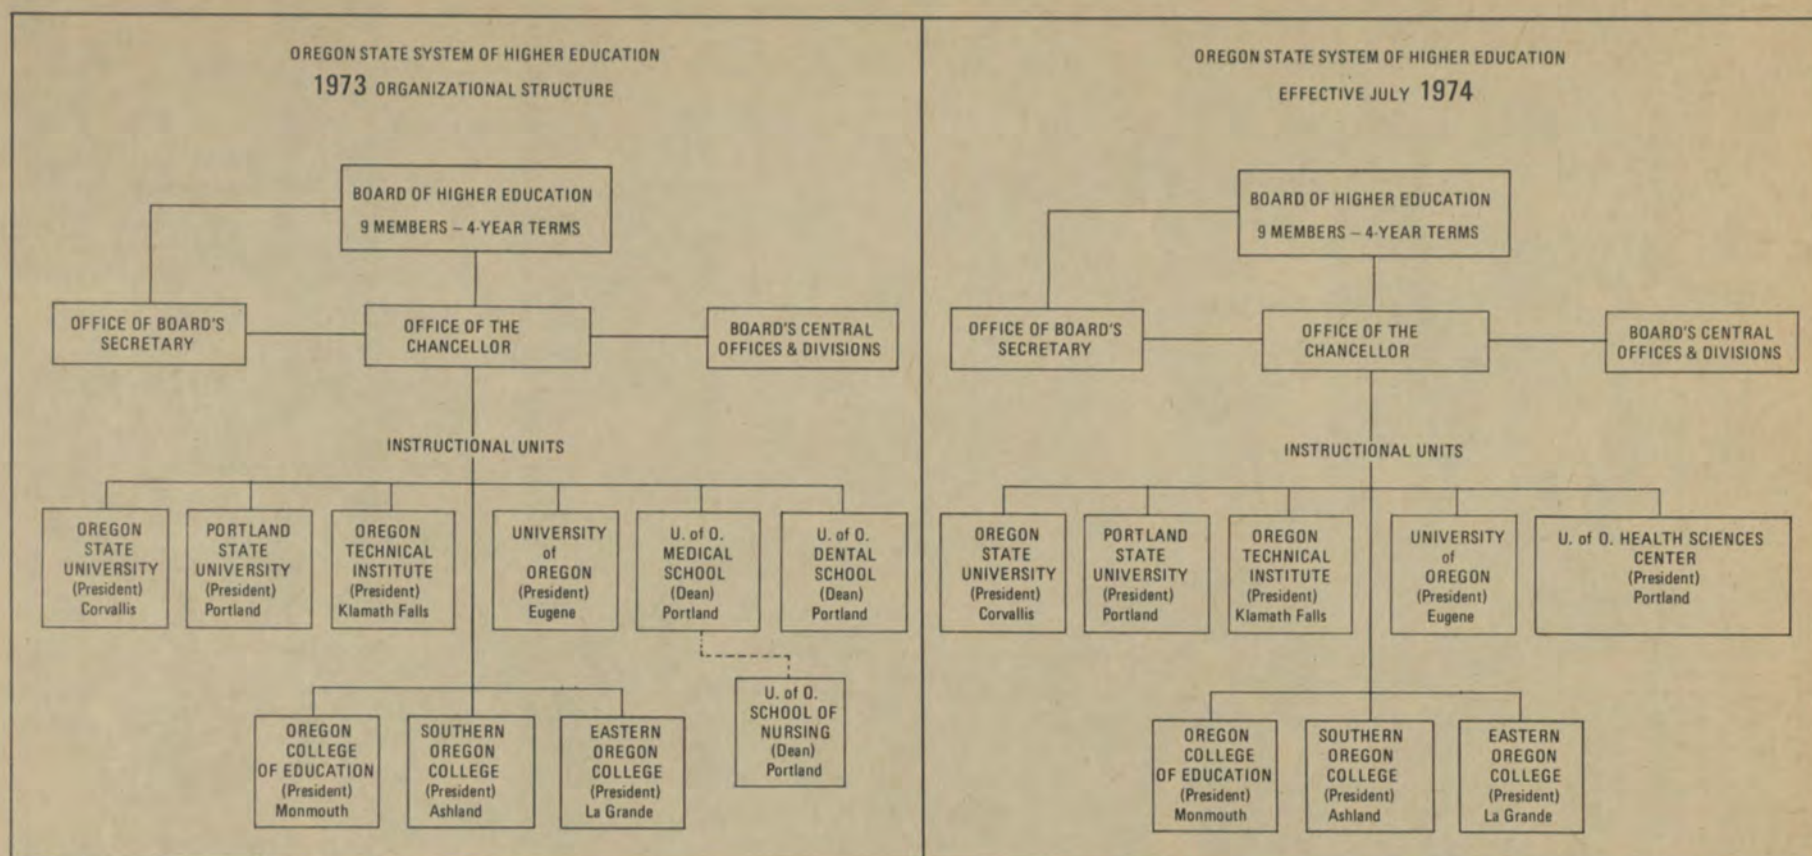 OREGON STATE SYSTEM OF HIGHER EDUCATION
1973 ORGANIZATIONAL STRUCTURE
BOARD OF HIGHER EDUCATION
9 MEMBERS – 4-YEAR TERMS
OFFICE OF BOARD'S
SECRETARY
OFFICE OF THE
CHANCELLOR
BOARD'S CENTRAL
OFFICES & DIVISIONS
INSTRUCTIONAL UNITS
OREGON
STATE
UNIVERSITY
(President)
Corvallis
PORTLAND
STATE
UNIVERSITY
(President)
Portland
OREGON
TECHNICAL
INSTITUTE
(President)
Klamath Falls
UNIVERSITY
of
OREGON
(President)
Eugene
U. of O.
MEDICAL
SCHOOL
(Dean)
Portland
U. of O.
DENTAL
SCHOOL
(Dean)
Portland
U. of O.
SCHOOL OF
NURSING
(Dean)
Portland
OREGON
COLLEGE
OF EDUCATION
(President)
Monmouth
SOUTHERN
OREGON
COLLEGE
(President)
Ashland
EASTERN
OREGON
COLLEGE
(President)
La Grande
OREGON STATE SYSTEM OF HIGHER EDUCATION
EFFECTIVE JULY 1974
BOARD OF HIGHER EDUCATION
9 MEMBERS – 4-YEAR TERMS
OFFICE OF BOARD'S
SECRETARY
OFFICE OF THE
CHANCELLOR
BOARD'S CENTRAL
OFFICES & DIVISIONS
INSTRUCTIONAL UNITS
OREGON
STATE
UNIVERSITY
(President)
Corvallis
PORTLAND
STATE
UNIVERSITY
(President)
Portland
OREGON
TECHNICAL
INSTITUTE
(President)
Klamath Falls
UNIVERSITY
of
OREGON
(President)
Eugene
U. of O. HEALTH SCIENCES
CENTER
(President)
Portland
OREGON
COLLEGE
OF EDUCATION
(President)
Monmouth
SOUTHERN
OREGON
COLLEGE
(President)
Ashland
EASTERN
OREGON
COLLEGE
(President)
La Grande